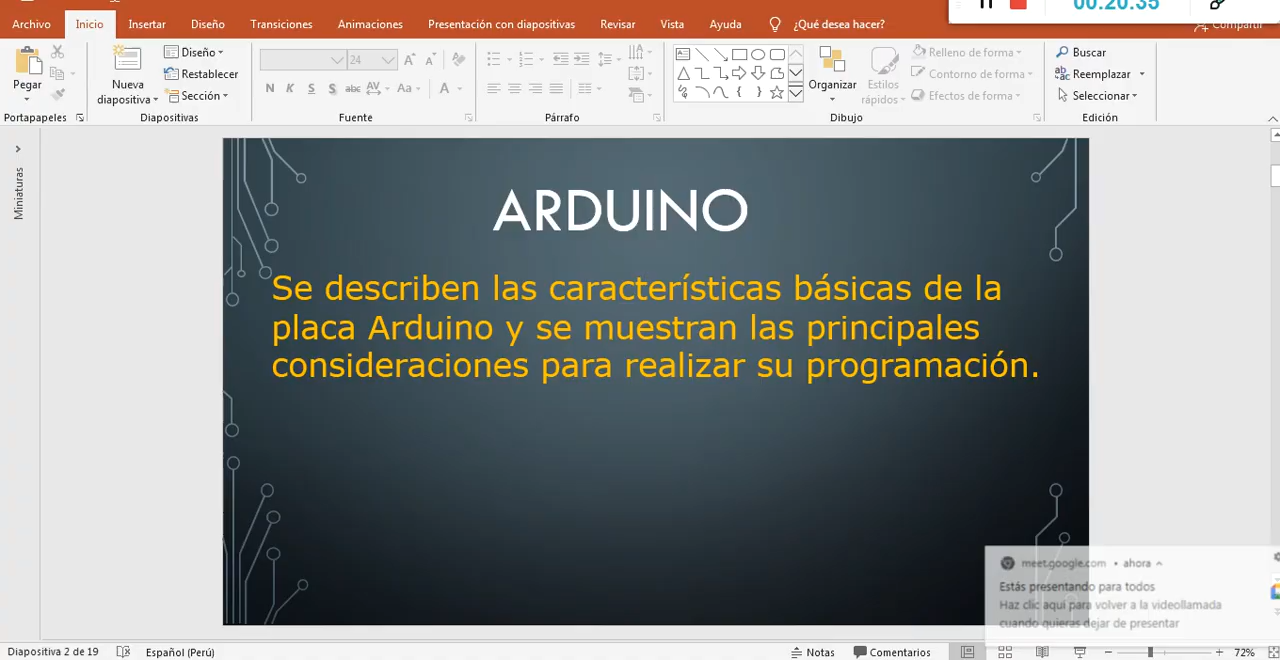 00:20:35
Archivo Inicio Insertar Diseño Transiciones Animaciones Presentación con diapositivas Revisar Vista Ayuda ¿Qué desea hacer? Compartir
Pegar
Portapapeles
Nueva
diapositiva
Diseño
Restablecer
Sección
Diapositivas
24
N K S S abc AV Aa A
Fuente
Párrafo
Organizar
Estilos
rápidos
Relleno de forma
Contorno de forma
Efectos de forma
Dibujo
Buscar
Reemplazar
Seleccionar
Edición
Miniaturas
ARDUINO
Se describen las características básicas de la
placa Arduino y se muestran las principales
consideraciones para realizar su programación.
meet.google.com • ahora
Estás presentando para todos
Haz clic aquí para volver a la videollamada
cuando quieras dejar de presentar
Diapositiva 2 de 19 Español (Perú) Notas Comentarios 72%